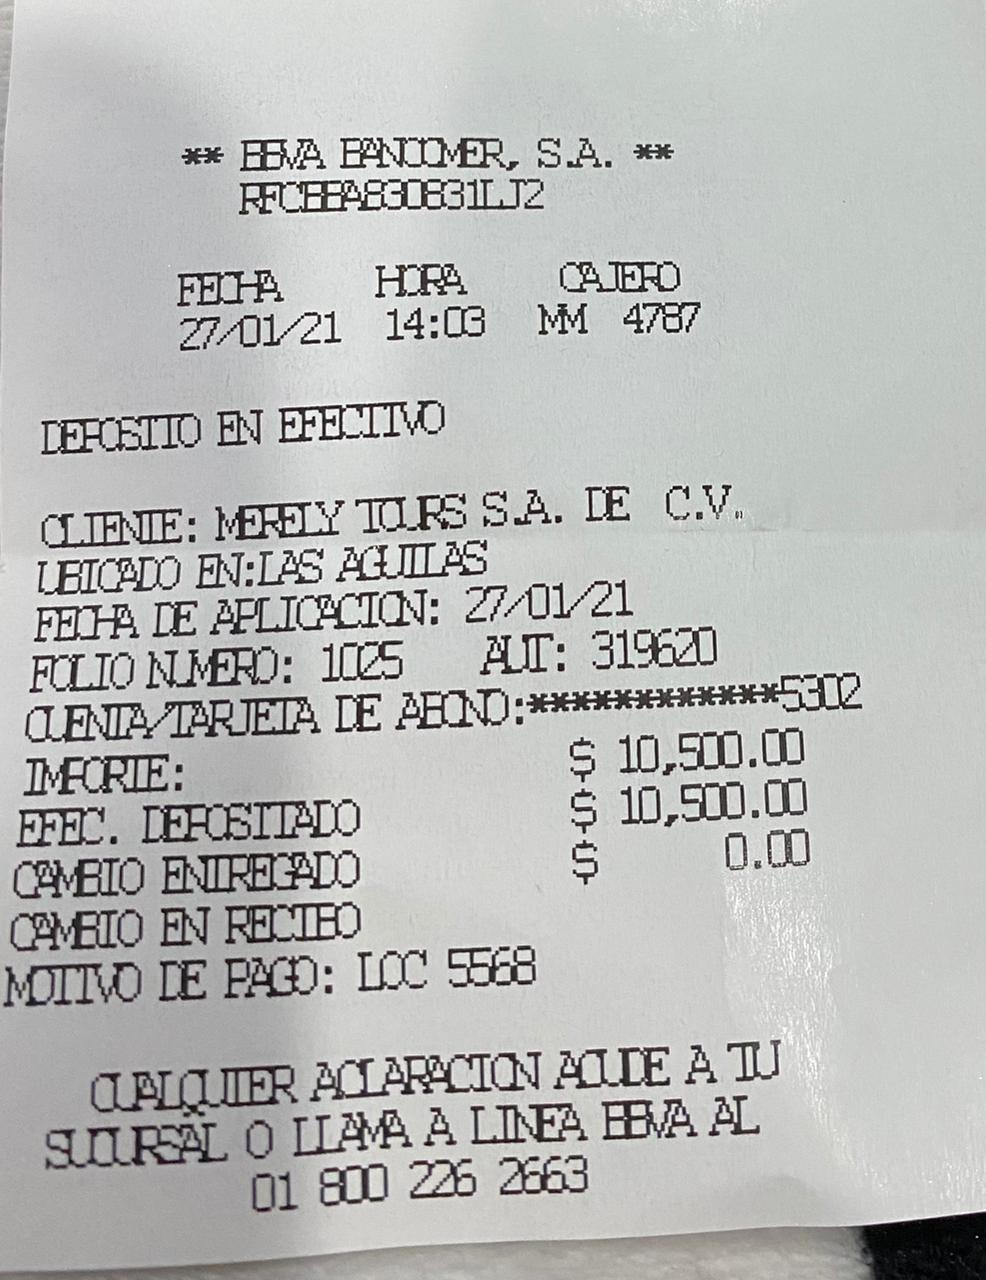 ** BBVA BANCOMER, S.A. **
RFCBBA830831LJ2
FECHA HORA CAJERO
27/01/21 14:03 MM 4787
DEPOSITO EN EFECTIVO
CLIENTE: MERELY TOURS S.A. DE C.V.
UBICADO EN:LAS AGUILAS
FECHA DE APLICACION: 27/01/21
FOLIO NUMERO: 1025 AUT: 319620
CUENTA/TARJETA DE ABONO:************5302
IMPORTE: $ 10,500.00
EFEC. DEPOSITADO $ 10,500.00
CAMBIO ENTREGADO $ 0.00
CAMBIO EN RECIBO
MOTIVO DE PAGO: LOC 5568
CUALQUIER ACLARACION ACUDE A TU
SUCURSAL O LLAMA A LINEA BBVA AL
01 800 226 2663